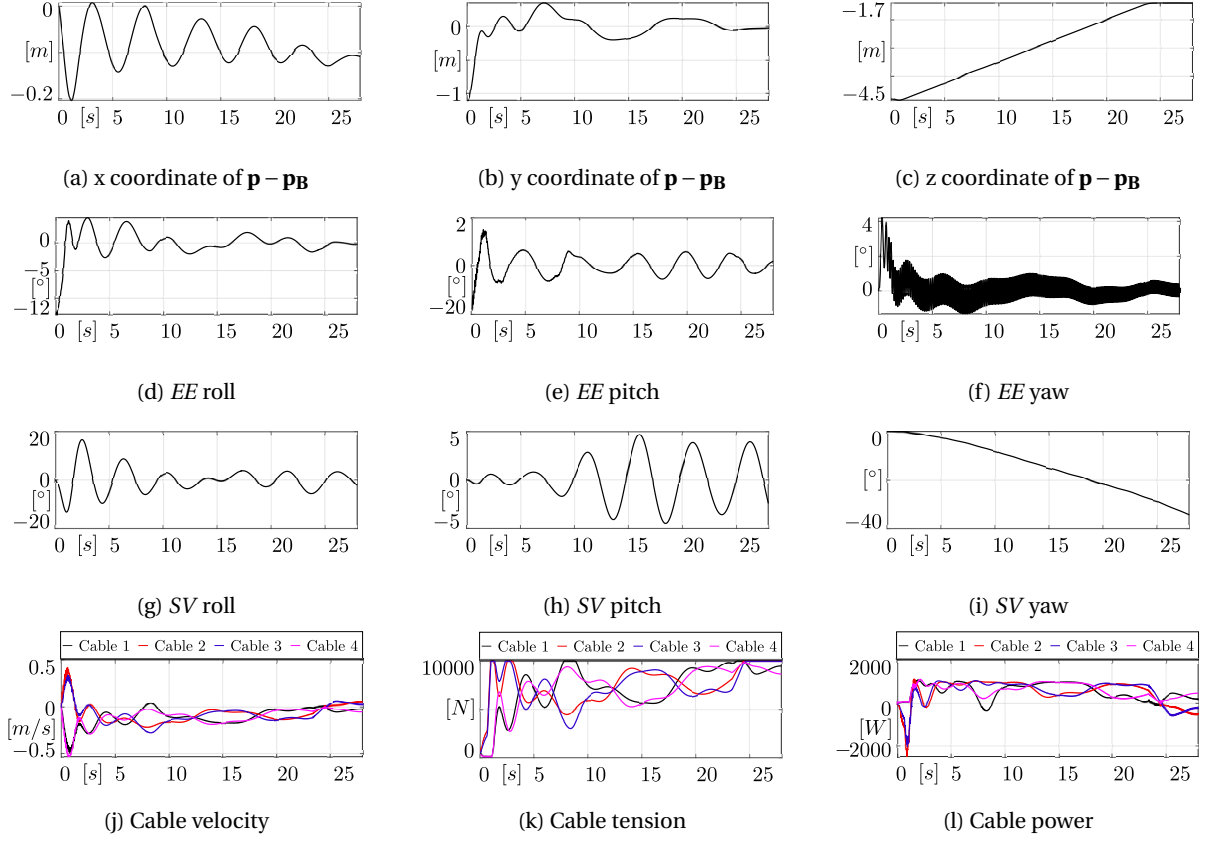 0
[m]
−0.2
0 [s] 5 10 15 20 25
(a) x coordinate of p − pB
0
[m]
−1
0 [s] 5 10 15 20 25
(b) y coordinate of p − pB
−1.7
[m]
−4.5
0 [s] 5 10 15 20 25
(c) z coordinate of p − pB
0
−5
[°]
−12
0 [s] 5 10 15 20 25
(d) EE roll
2
0
[°]
−20
0 [s] 5 10 15 20 25
(e) EE pitch
4
[°]
0
0 [s] 5 10 15 20 25
(f) EE yaw
20
0
[°]
−20
0 [s] 5 10 15 20 25
(g) SV roll
5
0
[°]
−5
0 [s] 5 10 15 20 25
(h) SV pitch
0
[°]
−40
0 [s] 5 10 15 20 25
(i) SV yaw
Cable 1 Cable 2 Cable 3 Cable 4
0.5
0
[m/s]
−0.5
0 [s] 5 10 15 20 25
(j) Cable velocity
Cable 1 Cable 2 Cable 3 Cable 4
10000
[N]
0
0 [s] 5 10 15 20 25
(k) Cable tension
Cable 1 Cable 2 Cable 3 Cable 4
2000
0
[W]
−2000
0 [s] 5 10 15 20 25
(l) Cable power